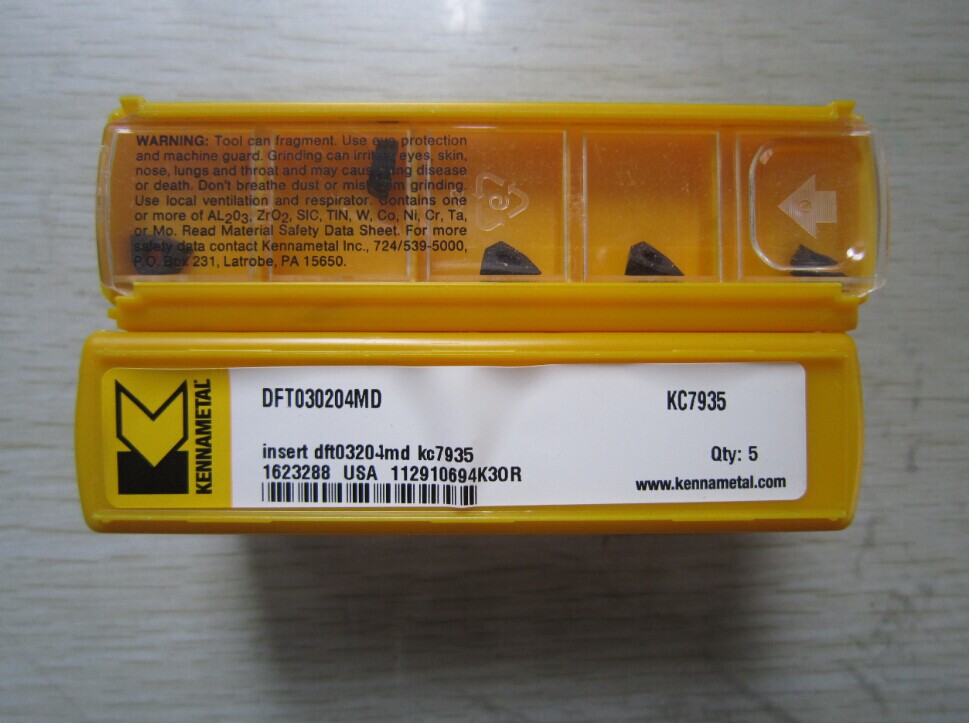 WARNING: Tool can fragment. Use eye protection
and machine guard. Grinding can irritate eyes, skin,
nose, lungs and throat and may cause lung disease
or death. Don't breathe dust or mist from grinding.
Use local ventilation and respirator. Contains one
or more of AL2O3, ZrO2, SIC, TIN, W, Co, Ni, Cr, Ta,
or Mo. Read Material Safety Data Sheet. For more
safety data contact Kennametal Inc., 724/539-5000,
P.O. Box 231, Latrobe, PA 15650.
KENNAMETAL
DFT030204MD
KC7935
insert dft03204md kc7935
Qty: 5
1623288 USA 112910694K30R
www.kennametal.com